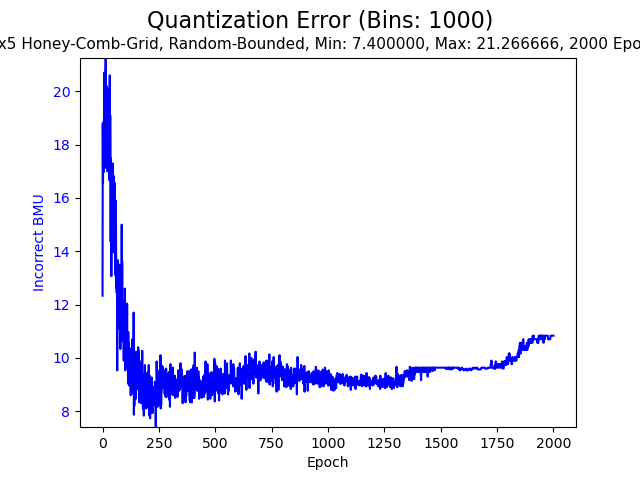 Quantization Error (Bins: 1000)
x5 Honey-Comb-Grid, Random-Bounded, Min: 7.400000, Max: 21.266666, 2000 Epo
20
18
16
14
12
10
8
Incorrect BMU
0 250 500 750 1000 1250 1500 1750 2000
Epoch